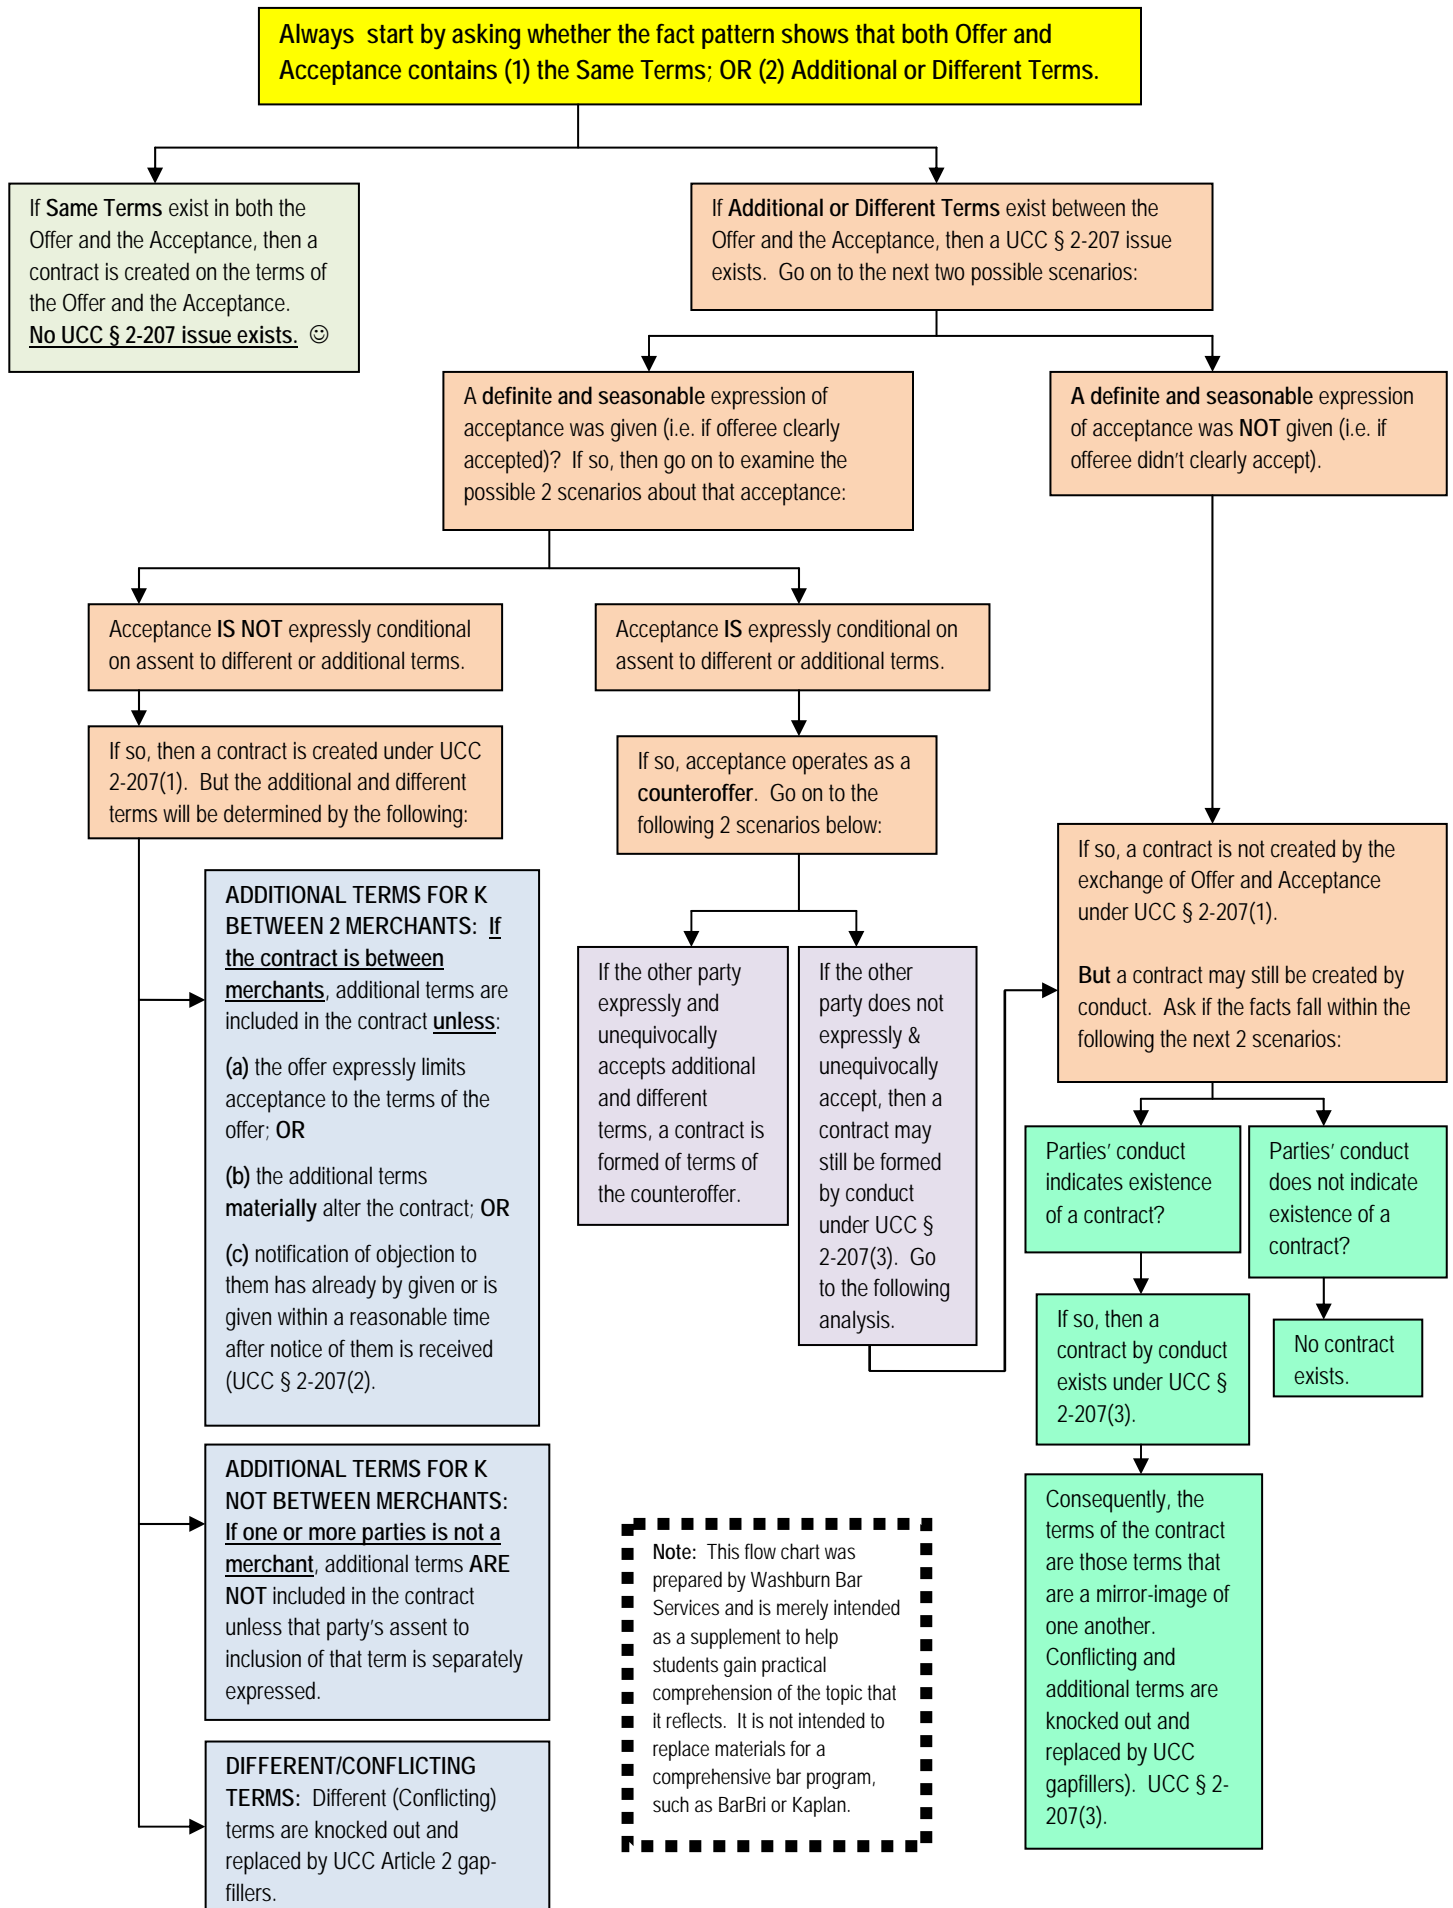 Always start by asking whether the fact pattern shows that both Offer and
Acceptance contains (1) the Same Terms; OR (2) Additional or Different Terms.
If Same Terms exist in both the
Offer and the Acceptance, then a
contract is created on the terms of
the Offer and the Acceptance.
No UCC § 2-207 issue exists. ☺
If Additional or Different Terms exist between the
Offer and the Acceptance, then a UCC § 2-207 issue
exists. Go on to the next two possible scenarios:
A definite and seasonable expression of
acceptance was given (i.e. if offeree clearly
accepted)? If so, then go on to examine the
possible 2 scenarios about that acceptance:
A definite and seasonable expression
of acceptance was NOT given (i.e. if
offeree didn't clearly accept).
Acceptance IS NOT expressly conditional
on assent to different or additional terms.
Acceptance IS expressly conditional on
assent to different or additional terms.
If so, then a contract is created under UCC
2-207(1). But the additional and different
terms will be determined by the following:
If so, acceptance operates as a
counteroffer. Go on to the
following 2 scenarios below:
If so, a contract is not created by the
exchange of Offer and Acceptance
under UCC § 2-207(1).
But a contract may still be created by
conduct. Ask if the facts fall within the
following the next 2 scenarios:
ADDITIONAL TERMS FOR K
BETWEEN 2 MERCHANTS: If
the contract is between
merchants, additional terms are
included in the contract unless:
(a) the offer expressly limits
acceptance to the terms of the
offer; OR
(b) the additional terms
materially alter the contract; OR
(c) notification of objection to
them has already by given or is
given within a reasonable time
after notice of them is received
(UCC § 2-207(2).
If the other party
expressly and
unequivocally
accepts additional
and different
terms, a contract is
formed of terms of
the counteroffer.
If the other
party does not
expressly &
unequivocally
accept, then a
contract may
still be formed
by conduct
under UCC §
2-207(3). Go
to the following
analysis.
Parties' conduct
indicates existence
of a contract?
Parties' conduct
does not indicate
existence of a
contract?
If so, then a
contract by conduct
exists under UCC §
2-207(3).
No contract
exists.
ADDITIONAL TERMS FOR K
NOT BETWEEN MERCHANTS:
If one or more parties is not a
merchant, additional terms ARE
NOT included in the contract
unless that party's assent to
inclusion of that term is separately
expressed.
Note: This flow chart was
prepared by Washburn Bar
Services and is merely intended
as a supplement to help
students gain practical
comprehension of the topic that
it reflects. It is not intended to
replace materials for a
comprehensive bar program,
such as BarBri or Kaplan.
Consequently, the
terms of the contract
are those terms that
are a mirror-image of
one another.
Conflicting and
additional terms are
knocked out and
replaced by UCC
gapfillers). UCC § 2-
207(3).
DIFFERENT/CONFLICTING
TERMS: Different (Conflicting)
terms are knocked out and
replaced by UCC Article 2 gap-
fillers.